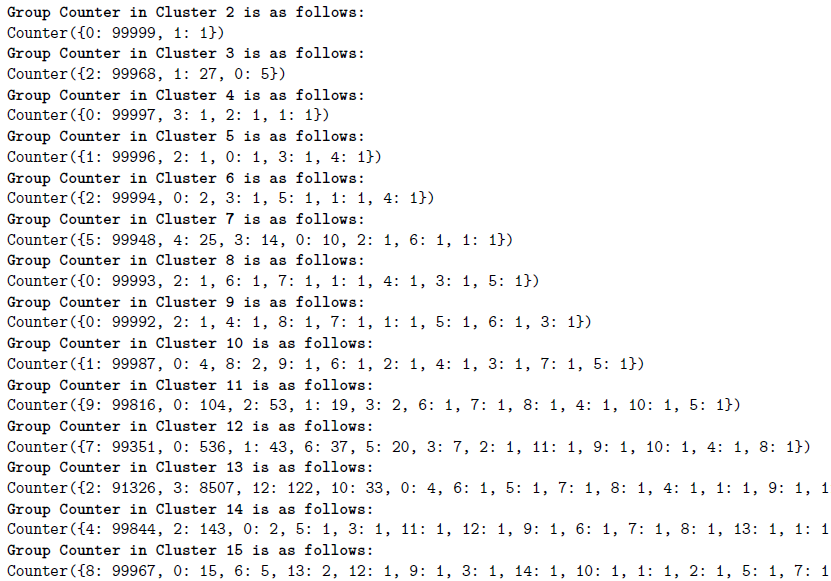 Group Counter in Cluster 2 is as follows:
Counter({0: 99999, 1: 1})
Group Counter in Cluster 3 is as follows:
Counter({2: 99968, 1: 27, 0: 5})
Group Counter in Cluster 4 is as follows:
Counter({0: 99997, 3: 1, 2: 1, 1: 1})
Group Counter in Cluster 5 is as follows:
Counter({1: 99996, 2: 1, 0: 1, 3: 1, 4: 1})
Group Counter in Cluster 6 is as follows:
Counter({2: 99994, 0: 2, 3: 1, 5: 1, 1: 1, 4: 1})
Group Counter in Cluster 7 is as follows:
Counter({5: 99948, 4: 25, 3: 14, 0: 10, 2: 1, 6: 1, 1: 1})
Group Counter in Cluster 8 is as follows:
Counter({0: 99993, 2: 1, 6: 1, 7: 1, 1: 1, 4: 1, 3: 1, 5: 1})
Group Counter in Cluster 9 is as follows:
Counter({0: 99992, 2: 1, 4: 1, 8: 1, 7: 1, 1: 1, 5: 1, 6: 1, 3: 1})
Group Counter in Cluster 10 is as follows:
Counter({1: 99987, 0: 4, 8: 2, 9: 1, 6: 1, 2: 1, 4: 1, 3: 1, 7: 1, 5: 1})
Group Counter in Cluster 11 is as follows:
Counter({9: 99816, 0: 104, 2: 53, 1: 19, 3: 2, 6: 1, 7: 1, 8: 1, 4: 1, 10: 1, 5: 1})
Group Counter in Cluster 12 is as follows:
Counter({7: 99351, 0: 536, 1: 43, 6: 37, 5: 20, 3: 7, 2: 1, 11: 1, 9: 1, 10: 1, 4: 1, 8: 1})
Group Counter in Cluster 13 is as follows:
Counter({2: 91326, 3: 8507, 12: 122, 10: 33, 0: 4, 6: 1, 5: 1, 7: 1, 8: 1, 4: 1, 1: 1, 9: 1, 1
Group Counter in Cluster 14 is as follows:
Counter({4: 99844, 2: 143, 0: 2, 5: 1, 3: 1, 11: 1, 12: 1, 9: 1, 6: 1, 7: 1, 8: 1, 13: 1, 1: 1
Group Counter in Cluster 15 is as follows:
Counter({8: 99967, 0: 15, 6: 5, 13: 2, 12: 1, 9: 1, 3: 1, 14: 1, 10: 1, 1: 1, 2: 1, 5: 1, 7: 1